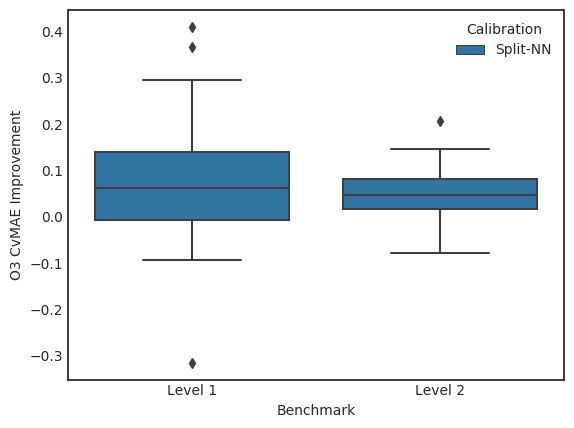 Calibration
Split-NN
O3 CvMAE Improvement
0.4
0.3
0.2
0.1
0.0
−0.1
−0.2
−0.3
Level 1
Level 2
Benchmark